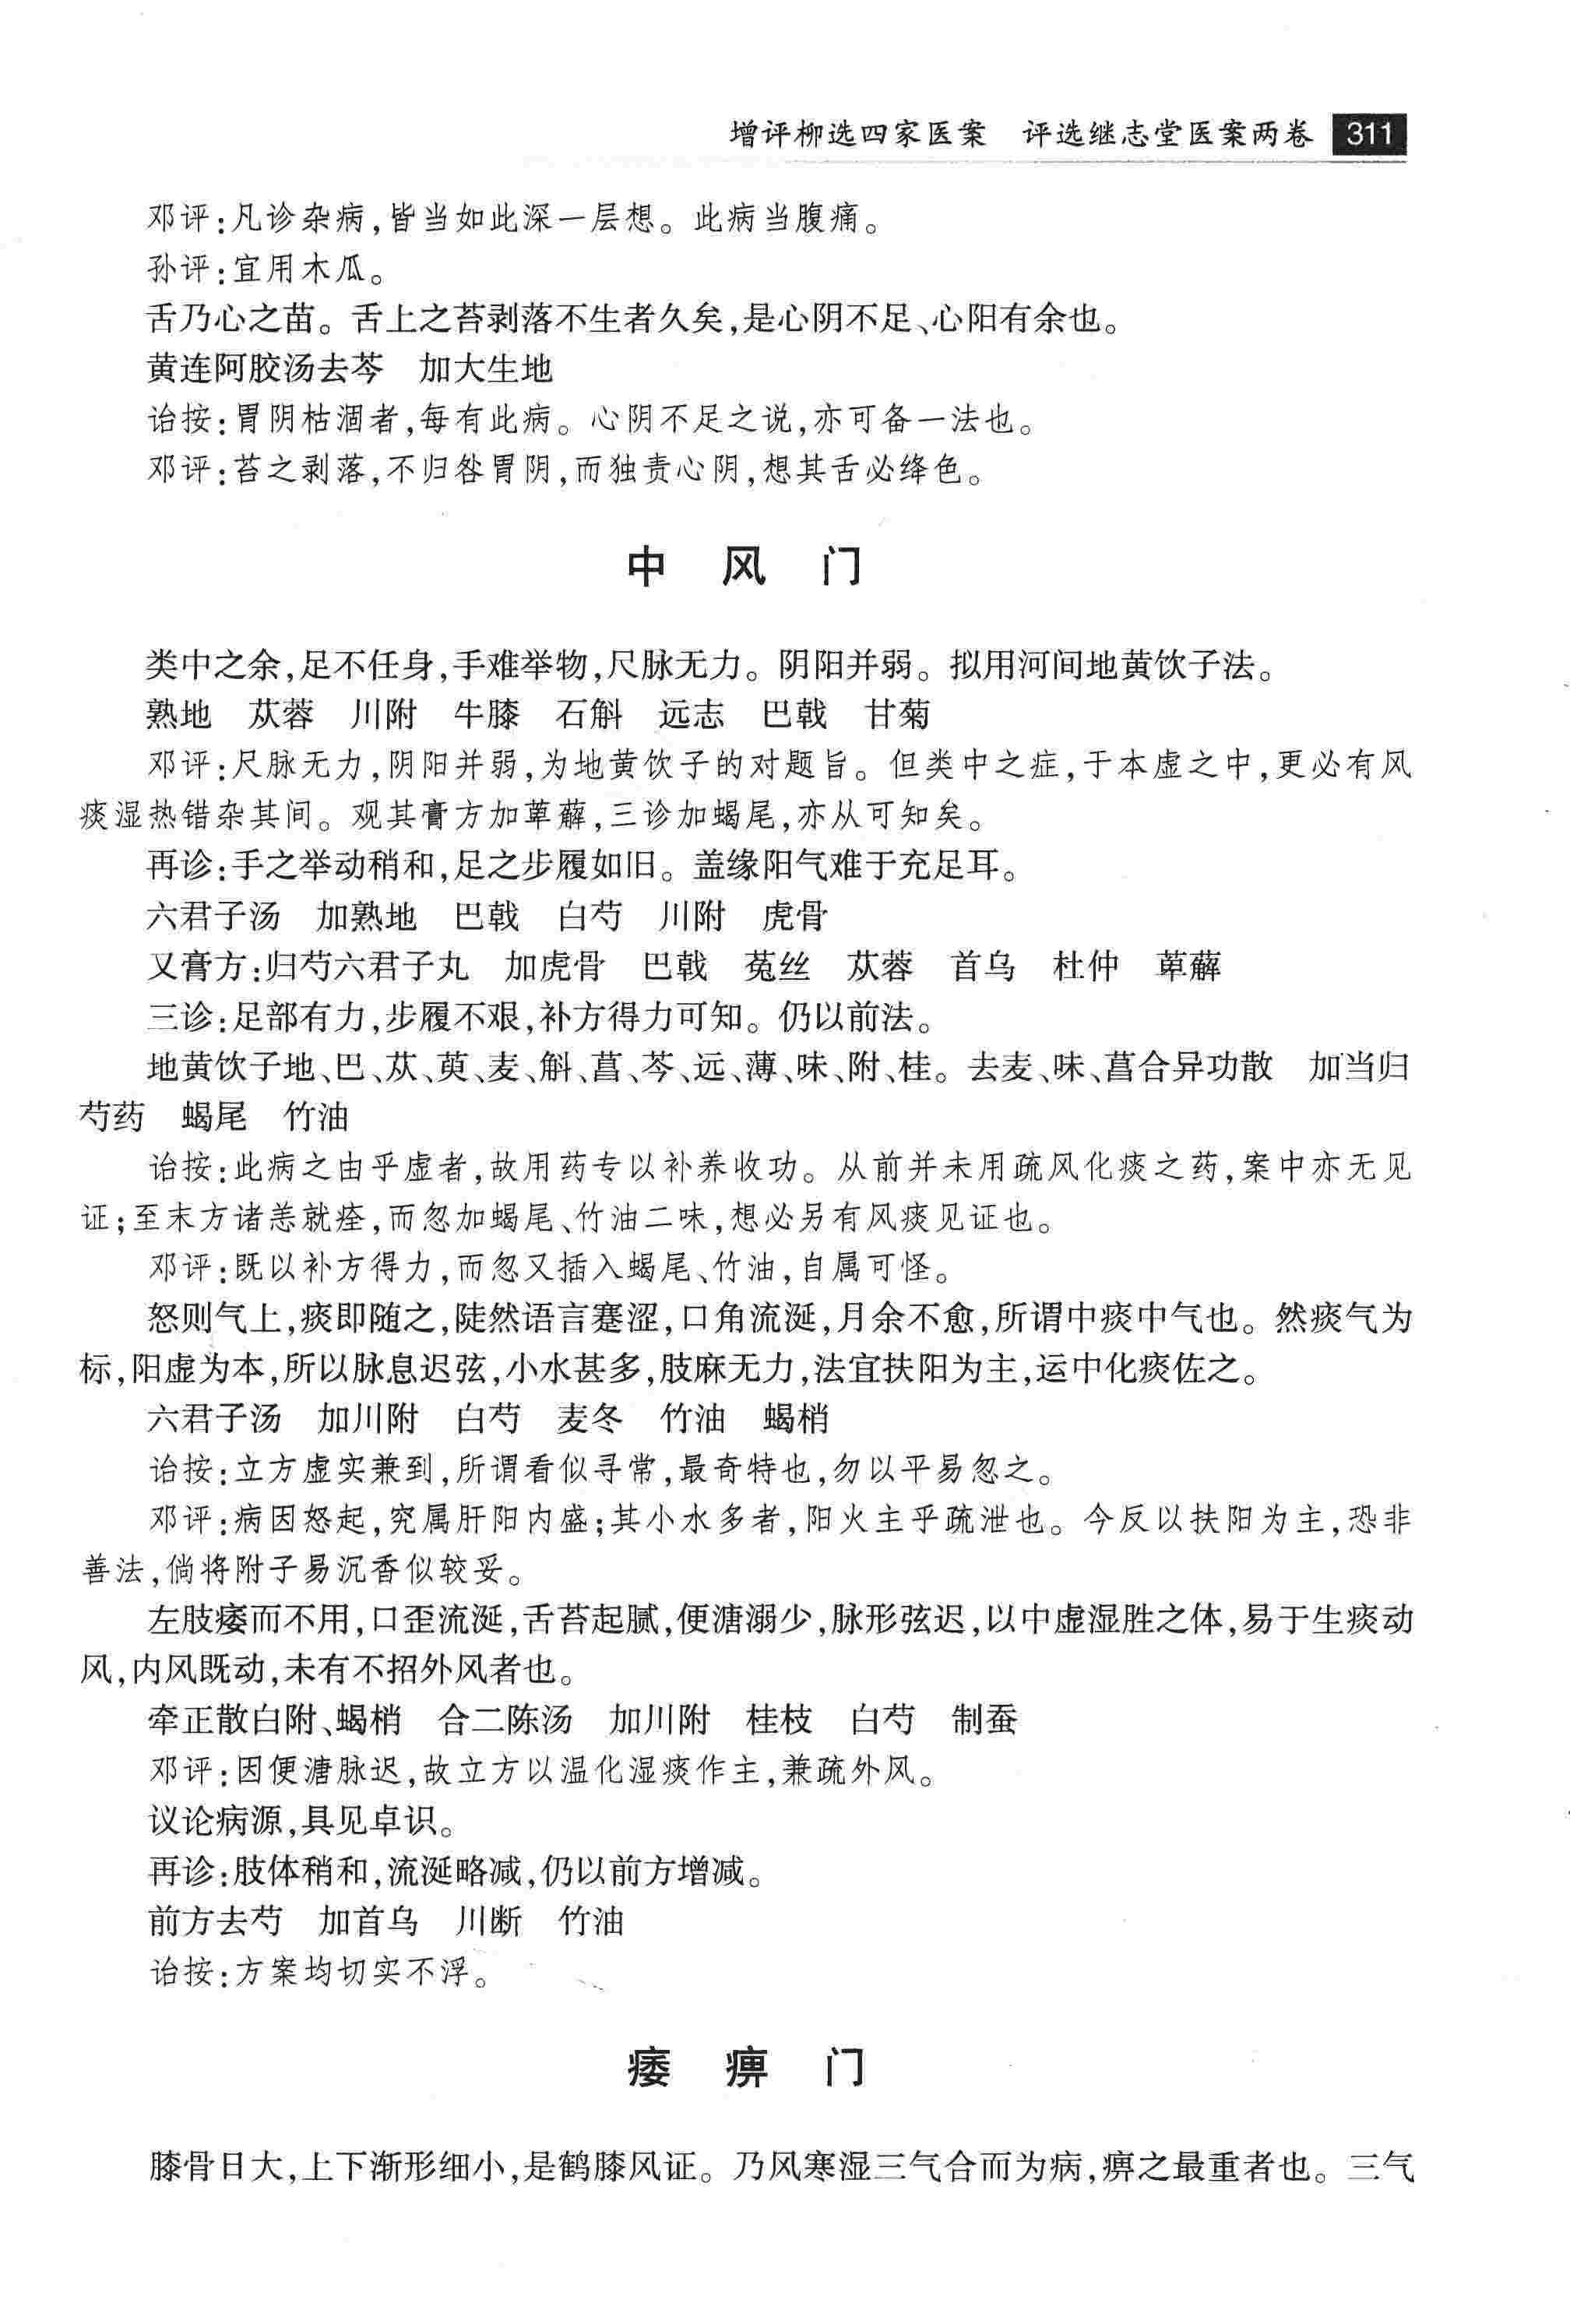 增评柳选四家医案　评选继志堂医案两卷　311
邓评：凡诊杂病，皆当如此深一层想。此病当腹痛。
孙评：宜用木瓜。
舌乃心之苗。舌上之苔剥落不生者久矣，是心阴不足、心阳有余也。
黄连阿胶汤去芩　加大生地
诒按：胃阴枯涸者，每有此病。心阴不足之说，亦可备一法也。
邓评：苔之剥落，不归咎胃阴，而独责心阴，想其舌必绛色。
中　风　门
类中之余，足不任身，手难举物，尺脉无力。阴阳并弱。拟用河间地黄饮子法。
熟地　苁蓉　川附　牛膝　石斛　远志　巴戟　甘菊
邓评：尺脉无力，阴阳并弱，为地黄饮子的对题旨。但类中之症，于本虚之中，更必有风
痰湿热错杂其间。观其膏方加萆薢，三诊加蝎尾，亦从可知矣。
再诊：手之举动稍和，足之步履如旧。盖缘阳气难于充足耳。
六君子汤　加熟地　巴戟　白芍　川附　虎骨
又膏方：归芍六君子丸　加虎骨　巴戟　菟丝　苁蓉　首乌　杜仲　萆薢
三诊：足部有力，步履不艰，补方得力可知。仍以前法。
地黄饮子地、巴、苁、萸、麦、斛、菖、芩、远、薄、味、附、桂。去麦、味、菖合异功散　加当归
芍药　蝎尾　竹油
诒按：此病之由乎虚者，故用药专以补养收功。从前并未用疏风化痰之药，案中亦无见
证；至末方诸恙就痊，而忽加蝎尾、竹油二味，想必另有风痰见证也。
邓评：既以补方得力，而忽又插入蝎尾、竹油，自属可怪。
怒则气上，痰即随之，陡然语言蹇涩，口角流涎，月余不愈，所谓中痰中气也。然痰气为
标，阳虚为本，所以脉息迟弦，小水甚多，肢麻无力，法宜扶阳为主，运中化痰佐之。
六君子汤　加川附　白芍　麦冬　竹油　蝎梢
诒按：立方虚实兼到，所谓看似寻常，最奇特也，勿以平易忽之。
邓评：病因怒起，究属肝阳内盛；其小水多者，阳火主乎疏泄也。今反以扶阳为主，恐非
善法，倘将附子易沉香似较妥。
左肢痿而不用，口歪流涎，舌苔起腻，便溏溺少，脉形弦迟，以中虚湿胜之体，易于生痰动
风，内风既动，未有不招外风者也。
牵正散白附、蝎梢　合二陈汤　加川附　桂枝　白芍　制蚕
邓评：因便溏脉迟，故立方以温化湿痰作主，兼疏外风。
议论病源，具见卓识。
再诊：肢体稍和，流涎略减，仍以前方增减。
前方去芍　加首乌　川断　竹油
诒按：方案均切实不浮。
痿　痹　门
膝骨日大，上下渐形细小，是鹤膝风证。乃风寒湿三气合而为病，痹之最重者也。三气